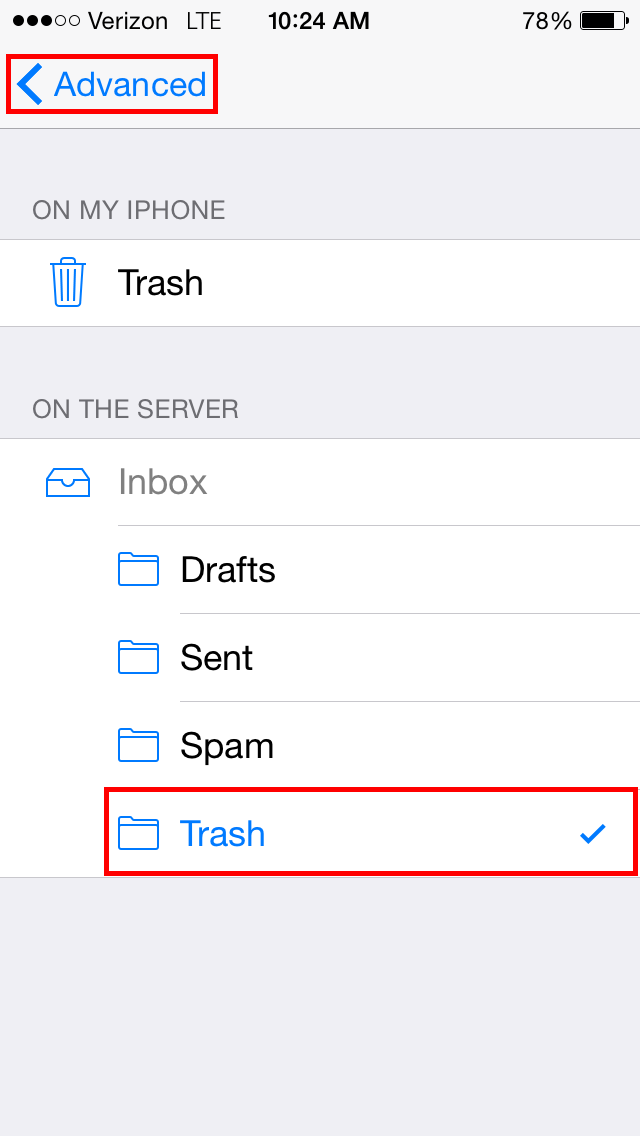 Verizon LTE 10:24 AM 78%
Advanced
ON MY IPHONE
Trash
ON THE SERVER
Inbox
Drafts
Sent
Spam
Trash